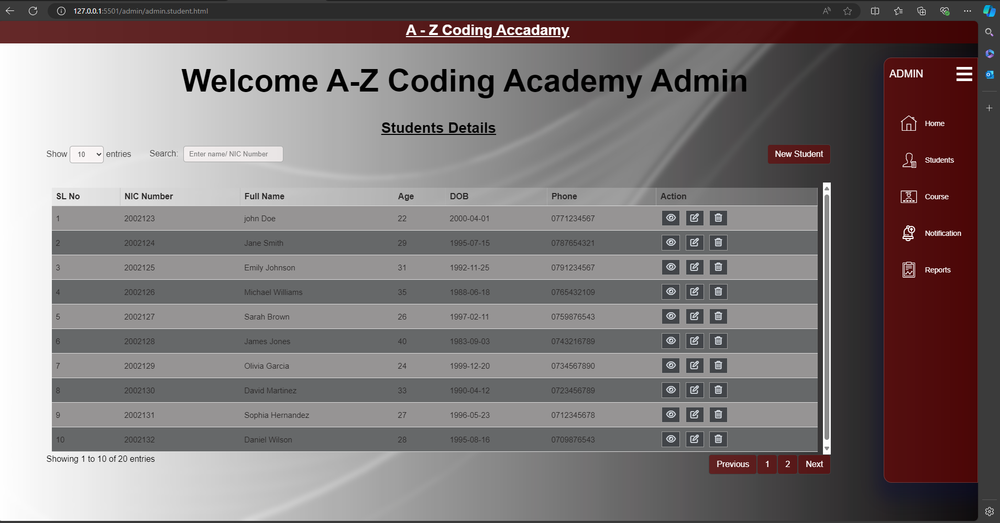 127.0.0.1:5501/admin/admin.student.html
A - Z Coding Accadamy
Welcome A-Z Coding Academy Admin
ADMIN
Home
Students
Course
Notification
Reports
Students Details
Show 10 entries Search: Enter name/ NIC Number New Student
SL No NIC Number Full Name Age DOB Phone Action
1 2002123 john Doe 22 2000-04-01 0771234567
2 2002124 Jane Smith 29 1995-07-15 0787654321
3 2002125 Emily Johnson 31 1992-11-25 0791234567
4 2002126 Michael Williams 35 1988-06-18 0765432109
5 2002127 Sarah Brown 26 1997-02-11 0759876543
6 2002128 James Jones 40 1983-09-03 0743216789
7 2002129 Olivia Garcia 24 1999-12-20 0734567890
8 2002130 David Martinez 33 1990-04-12 0723456789
9 2002131 Sophia Hernandez 27 1996-05-23 0712345678
10 2002132 Daniel Wilson 28 1995-08-16 0709876543
Showing 1 to 10 of 20 entries Previous 1 2 Next